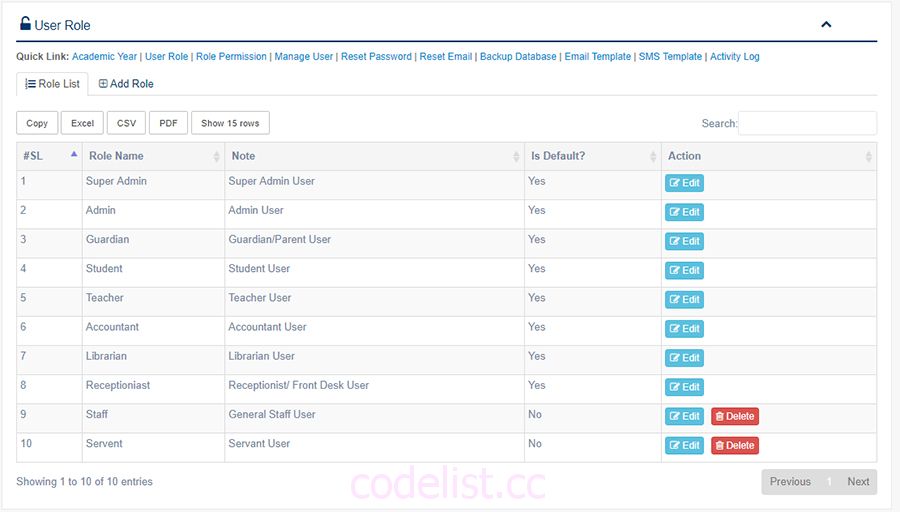 User Role
Quick Link: Academic Year | User Role | Role Permission | Manage User | Reset Password | Reset Email | Backup Database | Email Template | SMS Template | Activity Log
Role List Add Role
Copy Excel CSV PDF Show 15 rows Search:
#SL Role Name Note Is Default? Action
1 Super Admin Super Admin User Yes Edit
2 Admin Admin User Yes Edit
3 Guardian Guardian/Parent User Yes Edit
4 Student Student User Yes Edit
5 Teacher Teacher User Yes Edit
6 Accountant Accountant User Yes Edit
7 Librarian Librarian User Yes Edit
8 Receptioniast Receptionist/ Front Desk User Yes Edit
9 Staff General Staff User No Edit Delete
10 Servent Servant User No Edit Delete
Showing 1 to 10 of 10 entries Previous 1 Next
codelist.cc